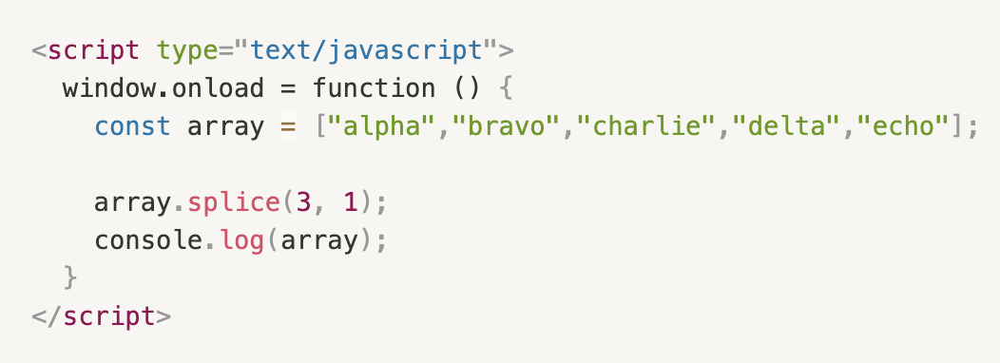 <script type="text/javascript">
  window.onload = function () {
    const array = ["alpha","bravo","charlie","delta","echo"];

    array.splice(3, 1);
    console.log(array);
  }
</script>